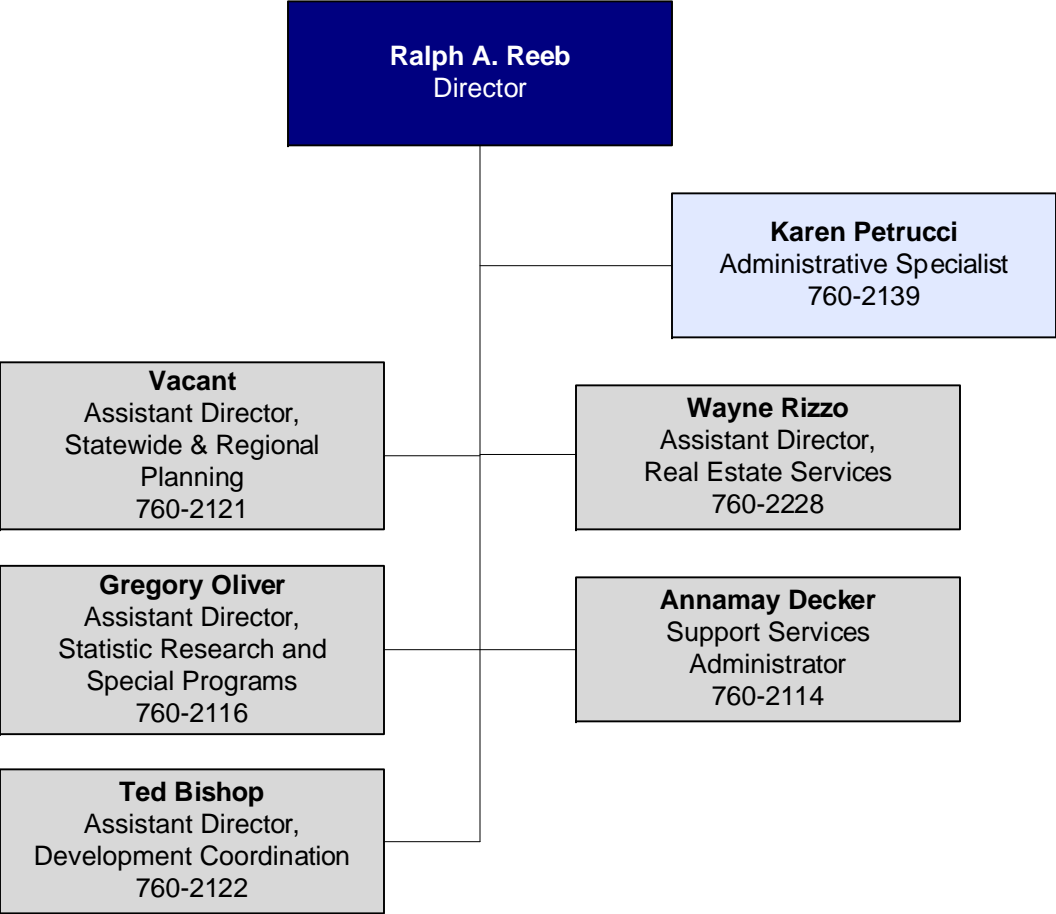 Ralph A. Reeb
Director
Karen Petrucci
Administrative Specialist
760-2139
Vacant
Assistant Director,
Statewide & Regional
Planning
760-2121
Wayne Rizzo
Assistant Director,
Real Estate Services
760-2228
Gregory Oliver
Assistant Director,
Statistic Research and
Special Programs
760-2116
Annamay Decker
Support Services
Administrator
760-2114
Ted Bishop
Assistant Director,
Development Coordination
760-2122